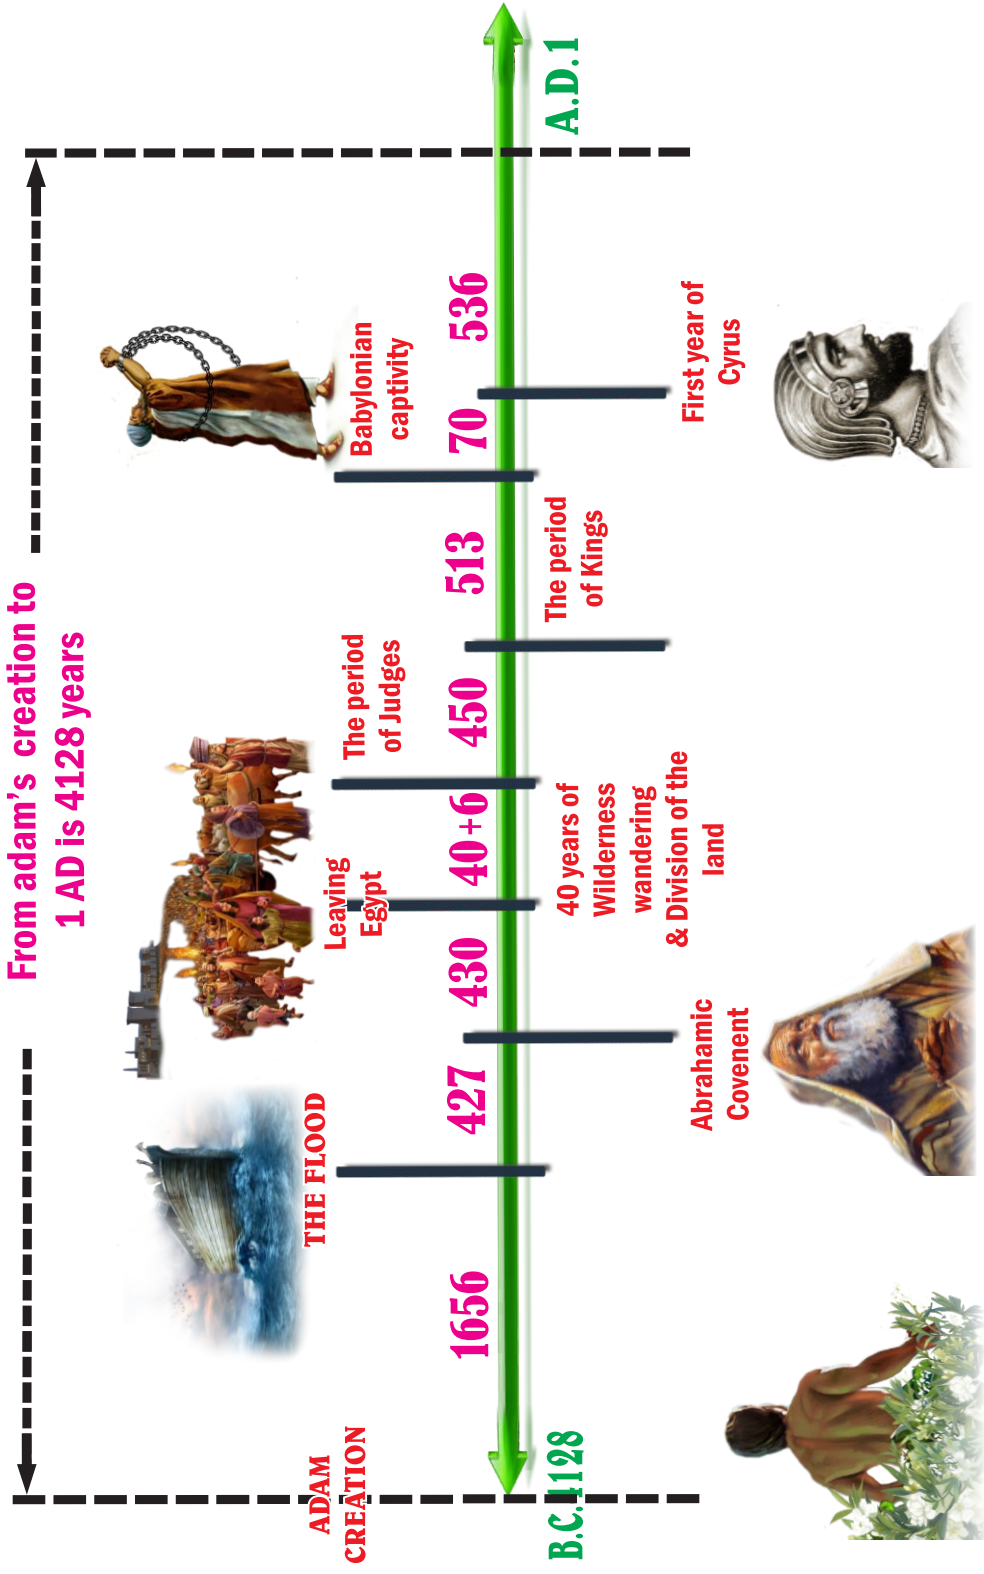 From adam's creation to
1 AD is 4128 years
ADAM
CREATION
THE FLOOD
Leaving
Egypt
The period
of Judges
Babylonian
captivity
1656
427
430
40+6
450
513
70
536
B.C. 4128
40 years of
Wilderness
wandering
& Division of the
land
The period
of Kings
A.D.1
Abrahamic
Covenent
First year of
Cyrus